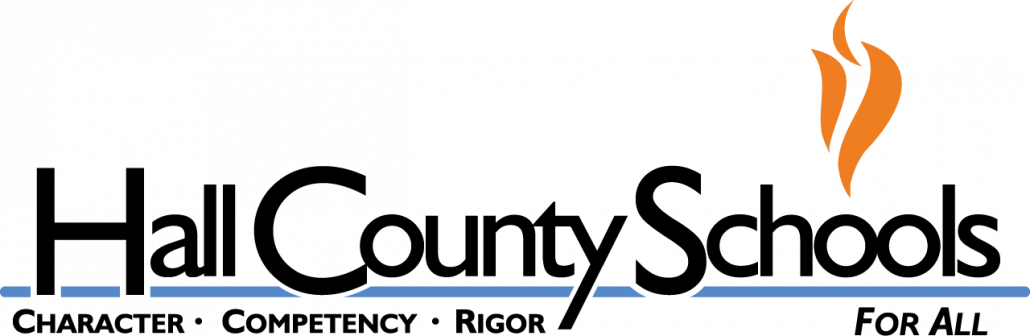 Hall County Schools
CHARACTER · COMPETENCY · RIGOR FOR ALL